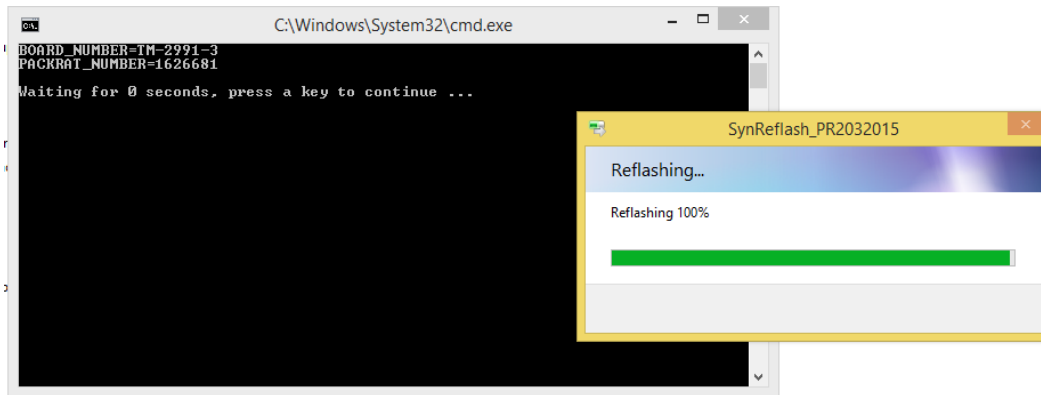 C:\Windows\System32\cmd.exe
BOARD_NUMBER=TM-2991-3
PACKRAT_NUMBER=1626681
Waiting for 0 seconds, press a key to continue ...
SynReflash_PR2032015
Reflashing...
Reflashing 100%